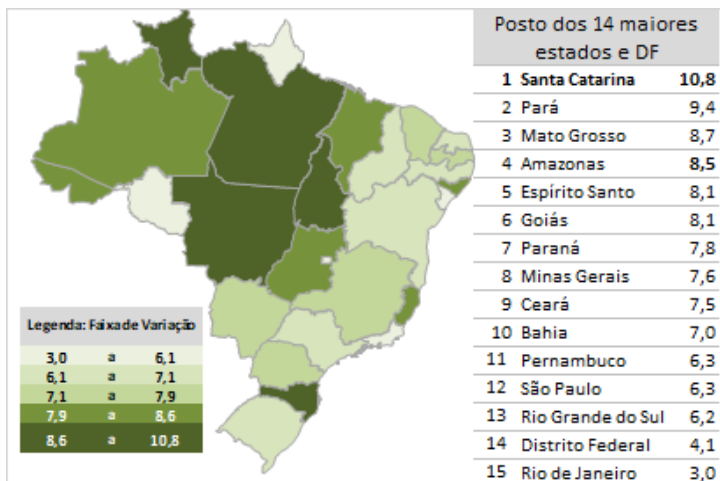 Posto dos 14 maiores
estados e DF
1 Santa Catarina 10,8
2 Pará 9,4
3 Mato Grosso 8,7
4 Amazonas 8,5
5 Espírito Santo 8,1
6 Goiás 8,1
7 Paraná 7,8
8 Minas Gerais 7,6
9 Ceará 7,5
10 Bahia 7,0
11 Pernambuco 6,3
12 São Paulo 6,3
13 Rio Grande do Sul 6,2
14 Distrito Federal 4,1
15 Rio de Janeiro 3,0
Legenda: Faixa de Variação
3,0 a 6,1
6,1 a 7,1
7,1 a 7,9
7,9 a 8,6
8,6 a 10,8